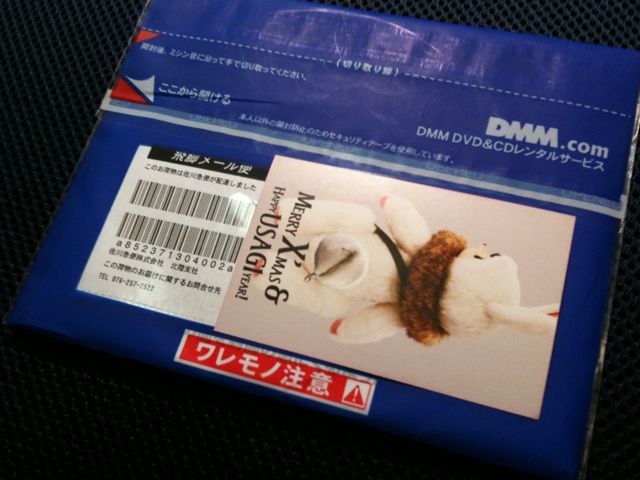 (切り取り線)
開封後、ミシン目に沿って手で切り取ってください。
ここから開ける
本人以外の開封防止のためセキュリティテープを使用しています。
DMM.com
DMM DVD&CDレンタルサービス
飛脚メール便
このお荷物は佐川急便が配達しました
a852371304002a
佐川急便株式会社 北陸支社
この荷物のお届けに関するお問合せ先
TEL 076-257-7522
MERRY X'MAS &
HAPPY USAGI YEAR!
ワレモノ注意